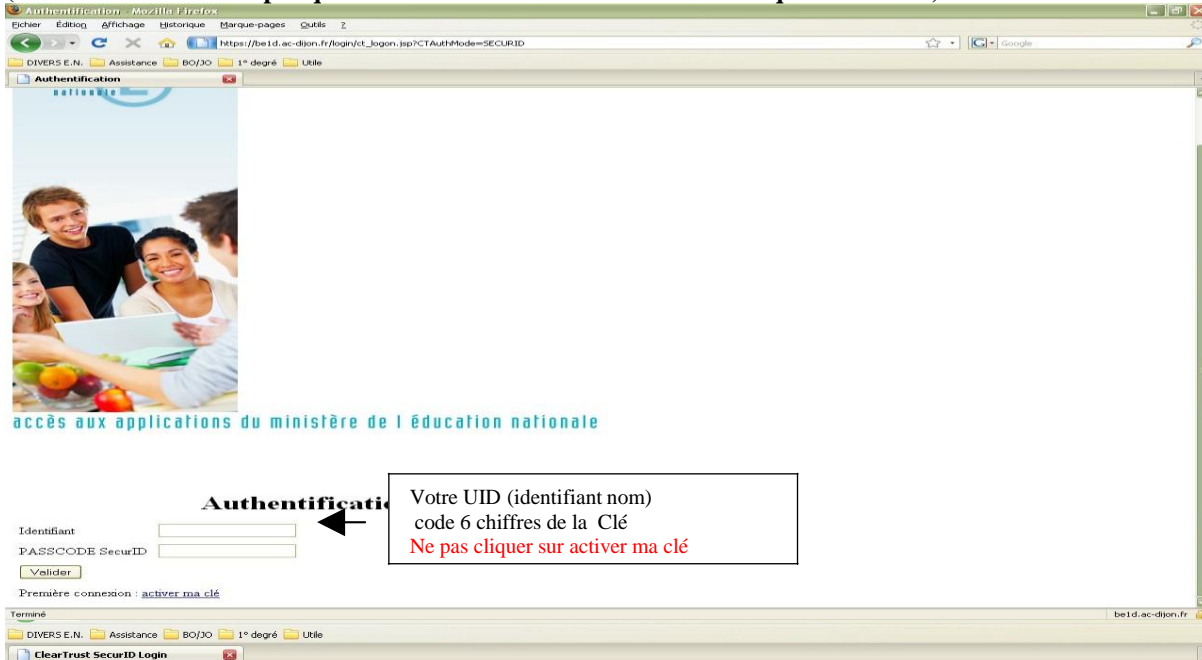 Authentification - Mozilla Firefox
Fichier Édition Affichage Historique Marque-pages Outils ?
https://be1d.ac-dijon.fr/login/ct_logon.jsp?CTAuthMode=SECURID
Google
DIVERS E.N. Assistance BO/JO 1° degré Utile
Authentification
nationale
accès aux applications du ministère de l éducation nationale
Authentificatio
Votre UID (identifiant nom)
code 6 chiffres de la Clé
Ne pas cliquer sur activer ma clé
Identifiant
PASSCODE SecurID
Valider
Première connexion : activer ma clé
Terminé
be1d.ac-dijon.fr
DIVERS E.N. Assistance BO/JO 1° degré Utile
ClearTrust SecurID Login